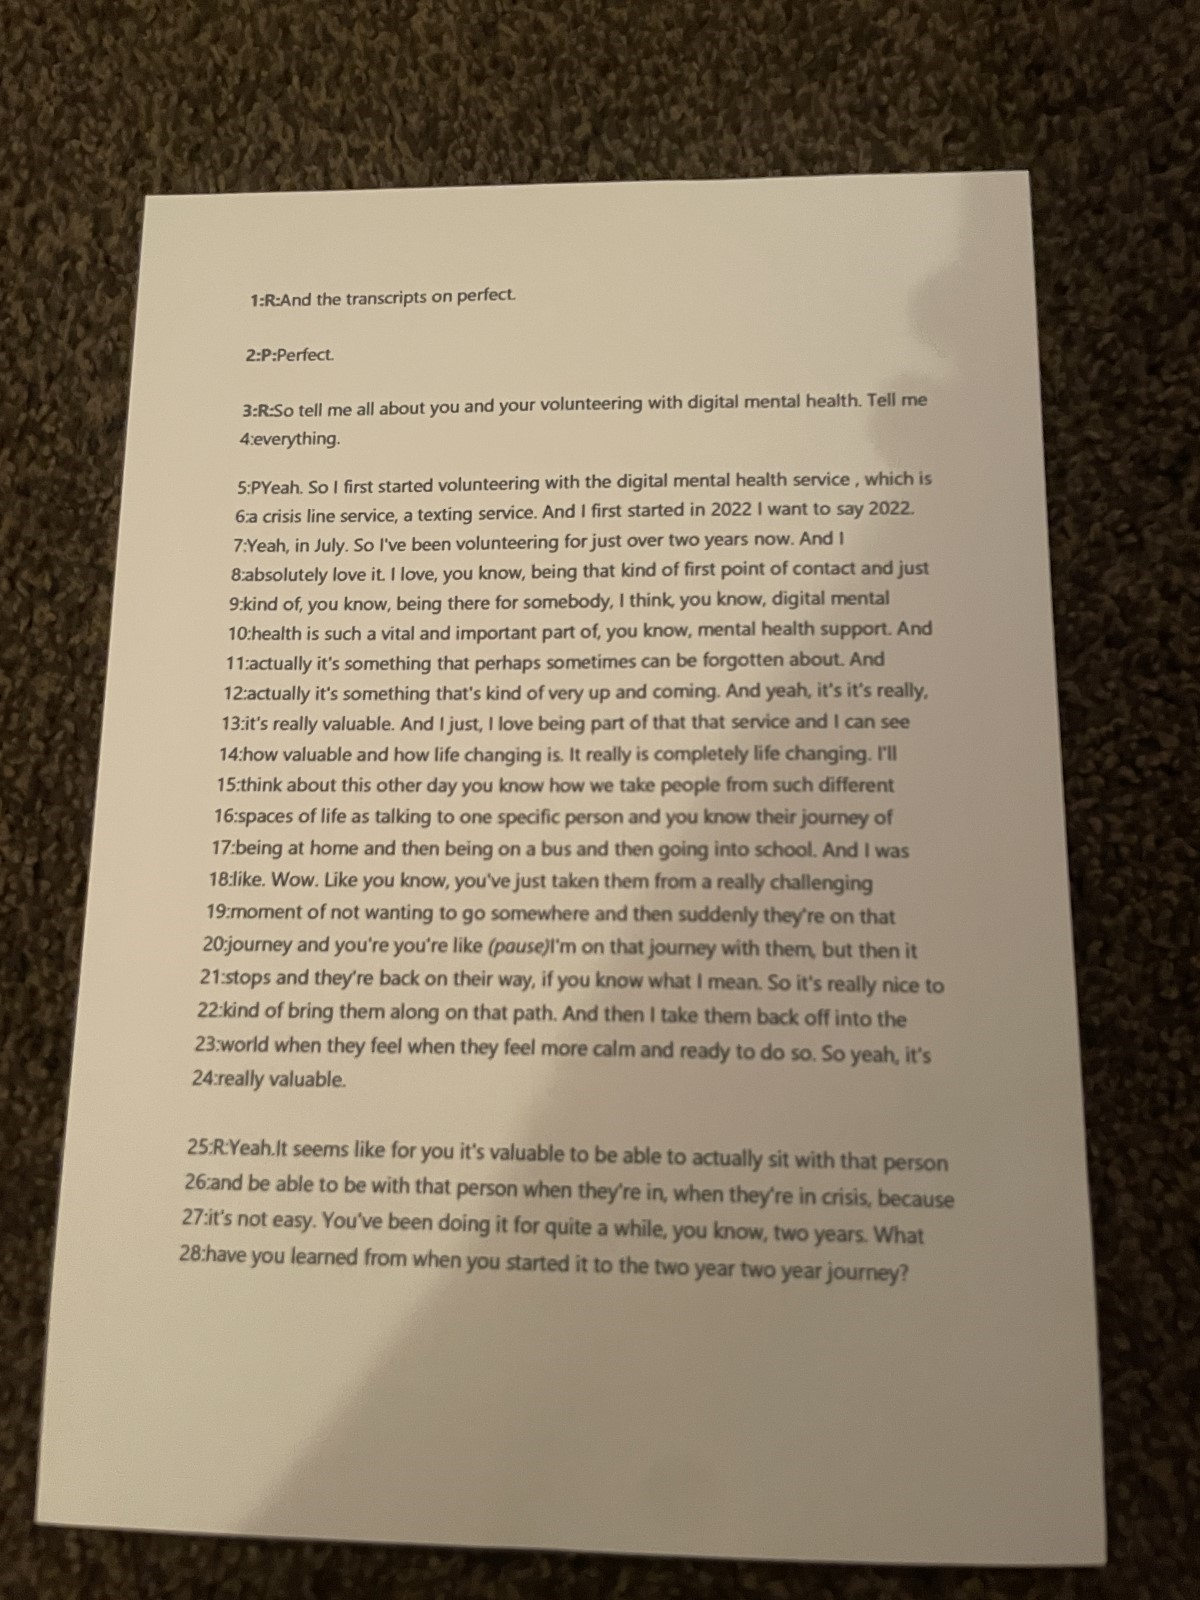 1:R:And the transcripts on perfect.
2:P:Perfect.
3:R:So tell me all about you and your volunteering with digital mental health. Tell me
4:everything.
5:PYeah. So I first started volunteering with the digital mental health service , which is
6:a crisis line service, a texting service. And I first started in 2022 I want to say 2022.
7:Yeah, in July. So I've been volunteering for just over two years now. And I
8:absolutely love it. I love, you know, being that kind of first point of contact and just
9:kind of, you know, being there for somebody, I think, you know, digital mental
10:health is such a vital and important part of, you know, mental health support. And
11:actually it's something that perhaps sometimes can be forgotten about. And
12:actually it's something that's kind of very up and coming. And yeah, it's it's really,
13:it's really valuable. And I just, I love being part of that that service and I can see
14:how valuable and how life changing is. It really is completely life changing. I'll
15:think about this other day you know how we take people from such different
16:spaces of life as talking to one specific person and you know their journey of
17:being at home and then being on a bus and then going into school. And I was
18:like. Wow. Like you know, you've just taken them from a really challenging
19:moment of not wanting to go somewhere and then suddenly they're on that
20:journey and you're you're like (pause)I'm on that journey with them, but then it
21:stops and they're back on their way, if you know what I mean. So it's really nice to
22:kind of bring them along on that path. And then I take them back off into the
23:world when they feel when they feel more calm and ready to do so. So yeah, it's
24:really valuable.
25:R:Yeah.It seems like for you it's valuable to be able to actually sit with that person
26:and be able to be with that person when they're in, when they're in crisis, because
27:it's not easy. You've been doing it for quite a while, you know, two years. What
28:have you learned from when you started it to the two year two year journey?